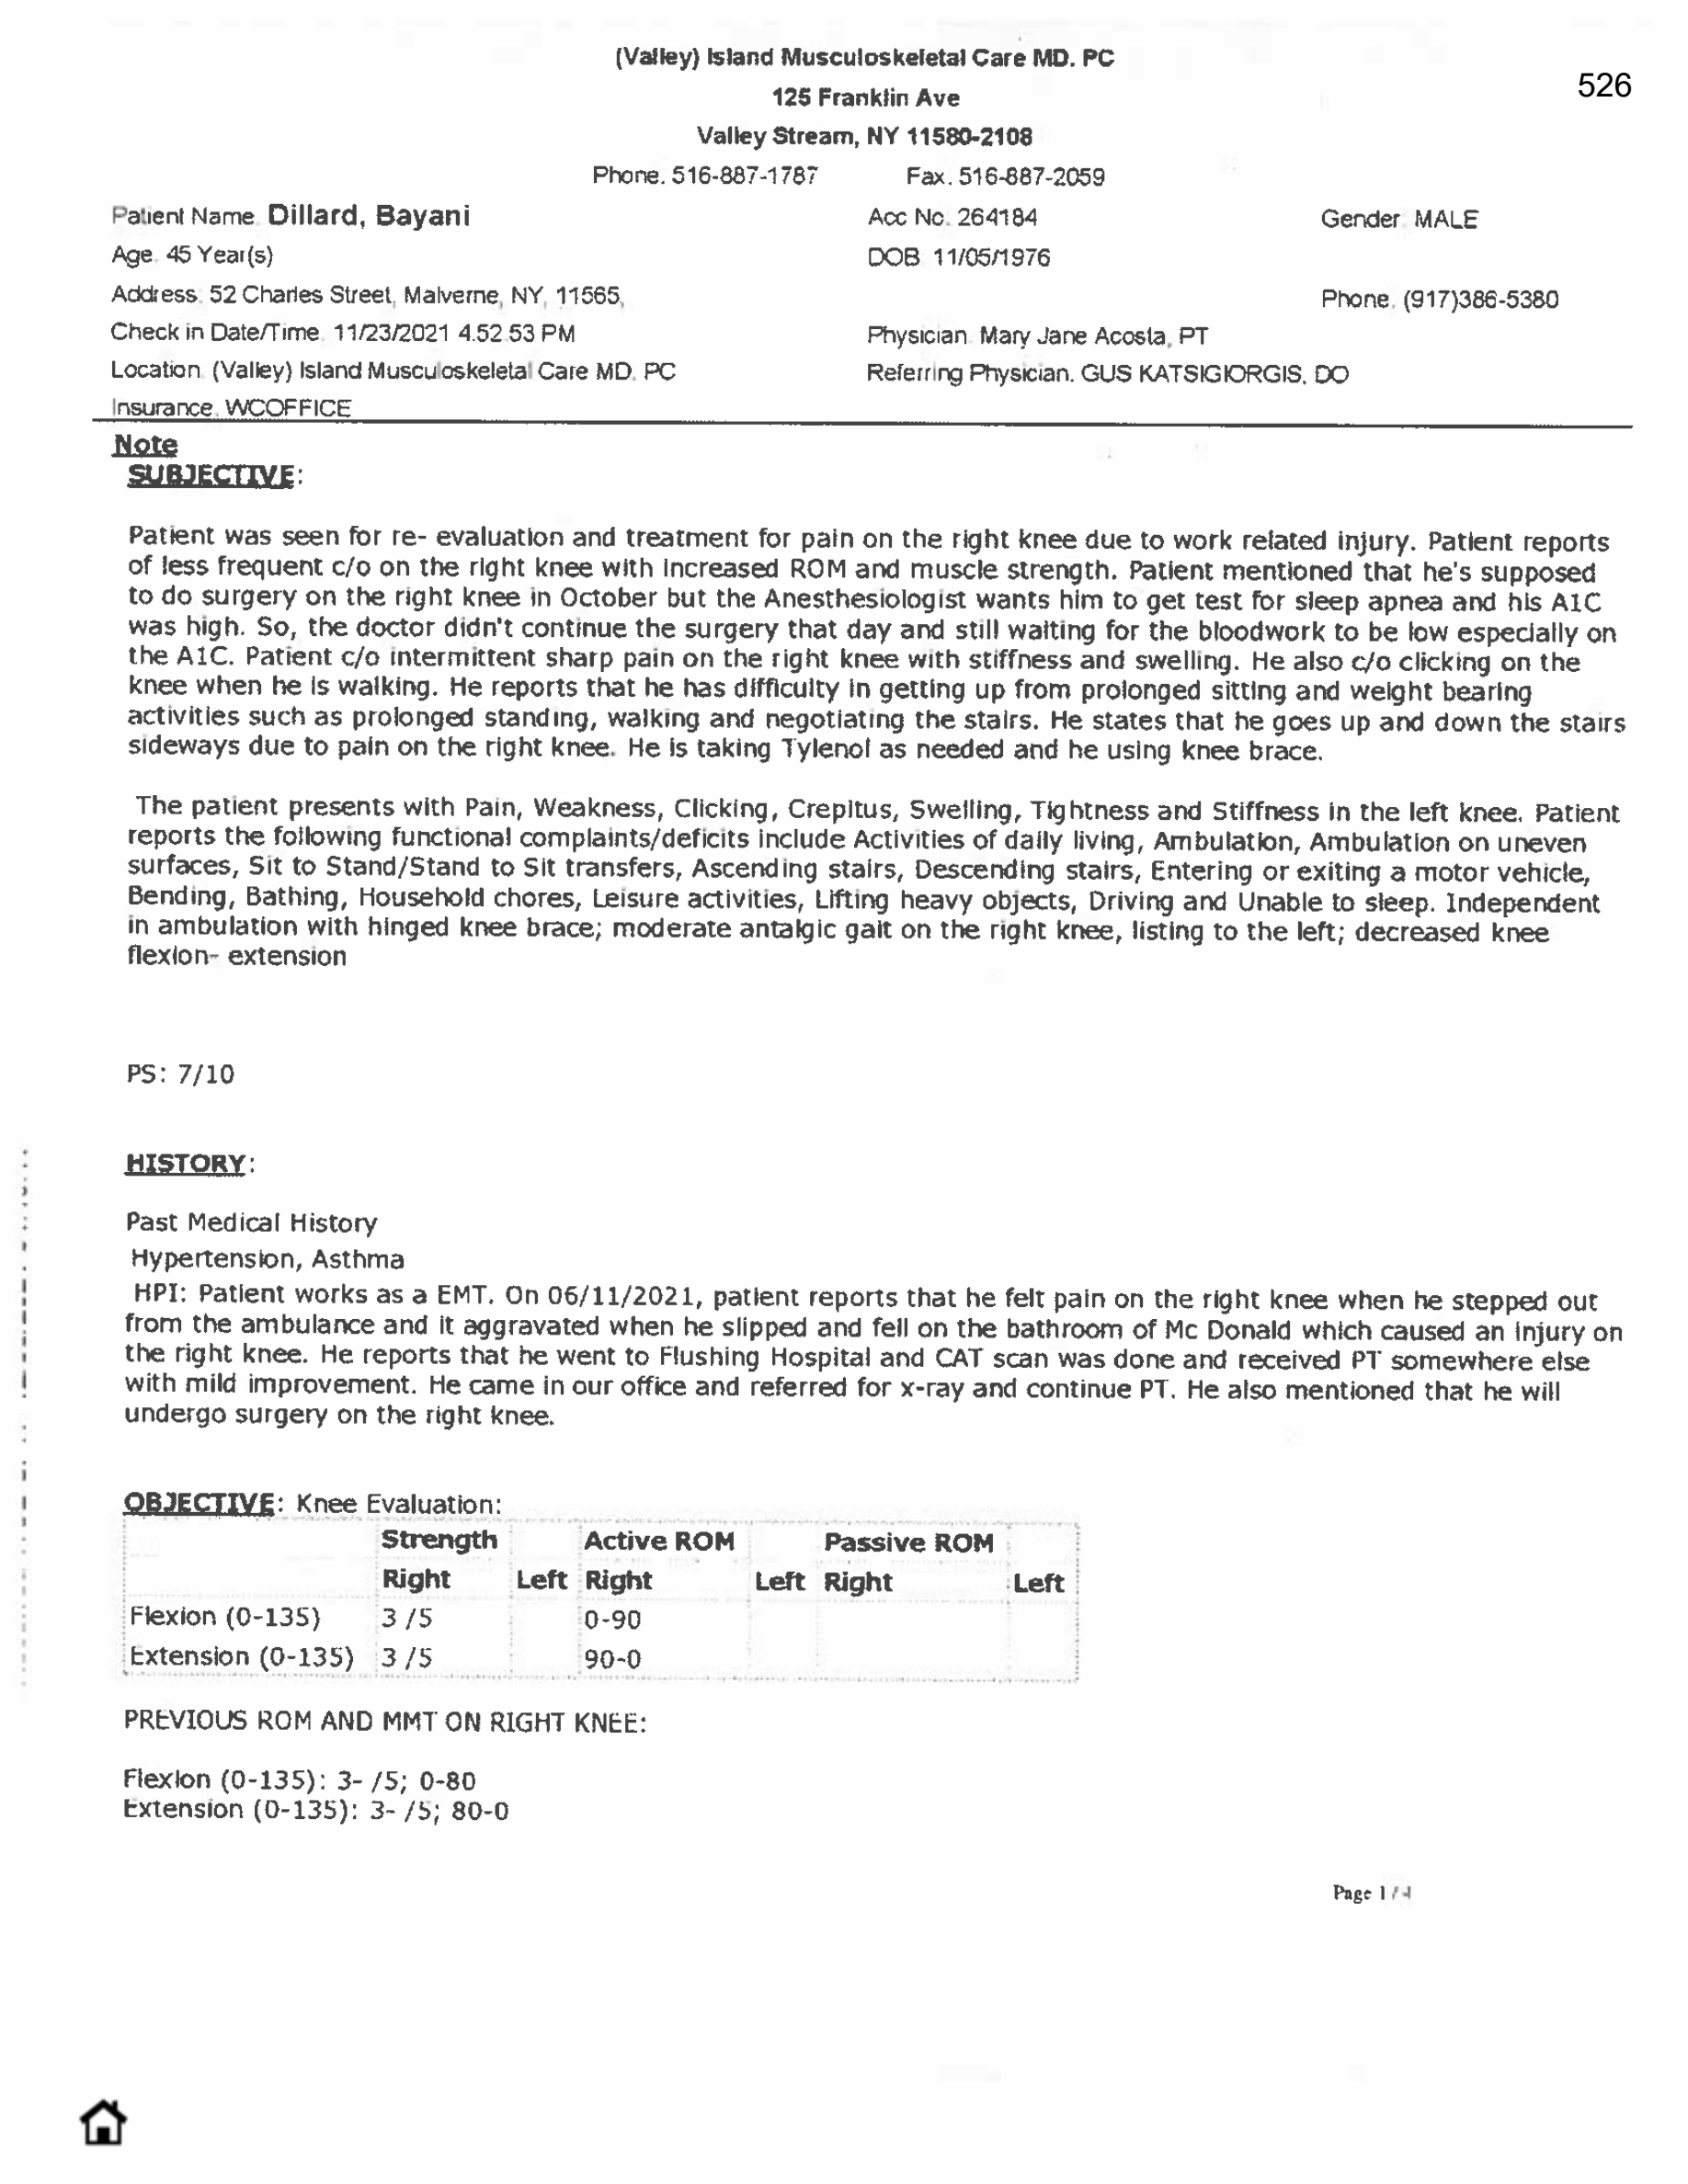 (Valley) Island Musculoskeletal Care MD. PC
526
125 Franklin Ave
Valley Stream, NY 11580-2108
Phone. 516-887-1787 Fax. 516-887-2059
Patient Name. Dillard, Bayani Acc No. 264184 Gender. MALE
Age. 45 Year(s) DOB 11/05/1976
Address. 52 Charles Street, Malverne, NY, 11565, Phone. (917)386-5380
Check in Date/Time. 11/23/2021 4.52.53 PM Physician. Mary Jane Acosta, PT
Location. (Valley) Island Musculoskeletal Care MD. PC Referring Physician. GUS KATSIGIORGIS, DO
Insurance. WCOFFICE
Note
SUBJECTIVE:
Patient was seen for re- evaluation and treatment for pain on the right knee due to work related injury. Patient reports
of less frequent c/o on the right knee with increased ROM and muscle strength. Patient mentioned that he's supposed
to do surgery on the right knee in October but the Anesthesiologist wants him to get test for sleep apnea and his A1C
was high. So, the doctor didn't continue the surgery that day and still waiting for the bloodwork to be low especially on
the A1C. Patient c/o intermittent sharp pain on the right knee with stiffness and swelling. He also c/o clicking on the
knee when he is walking. He reports that he has difficulty in getting up from prolonged sitting and weight bearing
activities such as prolonged standing, walking and negotiating the stairs. He states that he goes up and down the stairs
sideways due to pain on the right knee. He is taking Tylenol as needed and he using knee brace.
The patient presents with Pain, Weakness, Clicking, Crepitus, Swelling, Tightness and Stiffness in the left knee. Patient
reports the following functional complaints/deficits include Activities of daily living, Ambulation, Ambulation on uneven
surfaces, Sit to Stand/Stand to Sit transfers, Ascending stairs, Descending stairs, Entering or exiting a motor vehicle,
Bending, Bathing, Household chores, Leisure activities, Lifting heavy objects, Driving and Unable to sleep. Independent
in ambulation with hinged knee brace; moderate antalgic gait on the right knee, listing to the left; decreased knee
flexion- extension
PS: 7/10
HISTORY:
Past Medical History
Hypertension, Asthma
HPI: Patient works as a EMT. On 06/11/2021, patient reports that he felt pain on the right knee when he stepped out
from the ambulance and it aggravated when he slipped and fell on the bathroom of Mc Donald which caused an injury on
the right knee. He reports that he went to Flushing Hospital and CAT scan was done and received PT somewhere else
with mild improvement. He came in our office and referred for x-ray and continue PT. He also mentioned that he will
undergo surgery on the right knee.
OBJECTIVE: Knee Evaluation:
Strength Active ROM Passive ROM
Right Left Right Left Right Left
Flexion (0-135) 3 /5 0-90
Extension (0-135) 3 /5 90-0
PREVIOUS ROM AND MMT ON RIGHT KNEE:
Flexion (0-135): 3- /5; 0-80
Extension (0-135): 3- /5; 80-0
Page 1 / 4